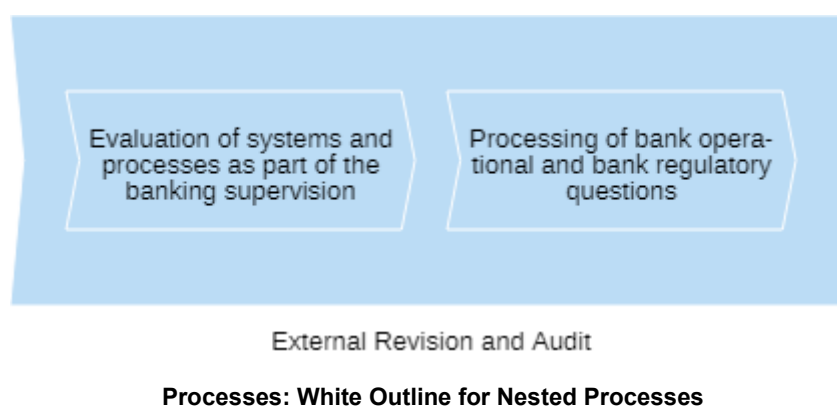 Evaluation of systems and
processes as part of the
banking supervision
Processing of bank opera-
tional and bank regulatory
questions
External Revision and Audit
Processes: White Outline for Nested Processes